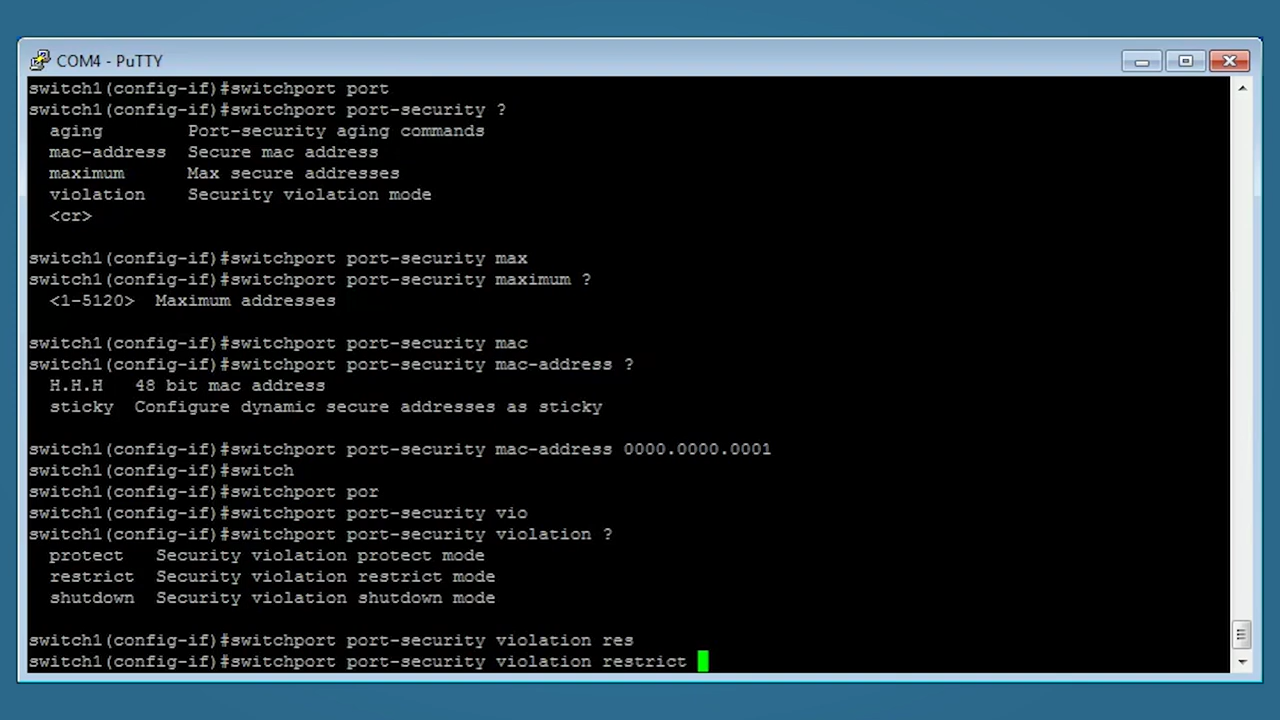 COM4 - PuTTY
switch1(config-if)#switchport port
switch1(config-if)#switchport port-security ?
  aging        Port-security aging commands
  mac-address  Secure mac address
  maximum      Max secure addresses
  violation    Security violation mode
  <cr>
switch1(config-if)#switchport port-security max
switch1(config-if)#switchport port-security maximum ?
  <1-5120>  Maximum addresses
switch1(config-if)#switchport port-security mac
switch1(config-if)#switchport port-security mac-address ?
  H.H.H   48 bit mac address
  sticky  Configure dynamic secure addresses as sticky
switch1(config-if)#switchport port-security mac-address 0000.0000.0001
switch1(config-if)#switch
switch1(config-if)#switchport por
switch1(config-if)#switchport port-security vio
switch1(config-if)#switchport port-security violation ?
  protect   Security violation protect mode
  restrict  Security violation restrict mode
  shutdown  Security violation shutdown mode
switch1(config-if)#switchport port-security violation res
switch1(config-if)#switchport port-security violation restrict